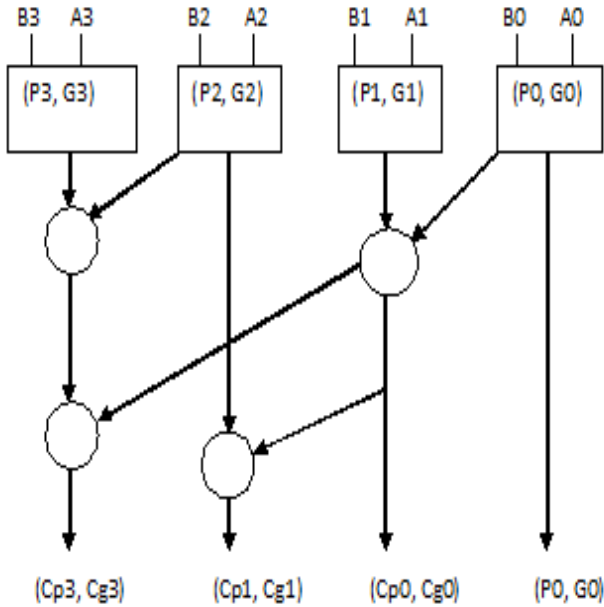 B3 A3 B2 A2 B1 A1 B0 A0
(P3, G3) (P2, G2) (P1, G1) (P0, G0)
(Cp3, Cg3) (Cp1, Cg1) (Cp0, Cg0) (P0, G0)